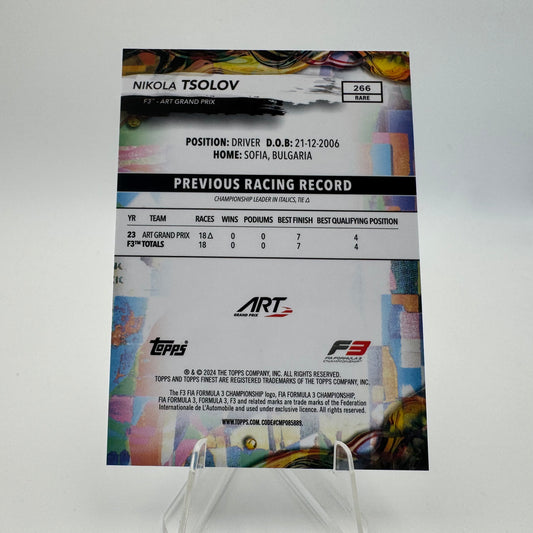 NIKOLA TSOLOV
F3™ - ART GRAND PRIX
266
RARE
POSITION: DRIVER D.O.B: 21-12-2006
HOME: SOFIA, BULGARIA
PREVIOUS RACING RECORD
CHAMPIONSHIP LEADER IN ITALICS, TIE Δ
YR TEAM RACES WINS PODIUMS BEST FINISH BEST QUALIFYING POSITION
23 ART GRAND PRIX 18 Δ 0 0 7 4
F3™ TOTALS 18 0 0 7 4
ART
GRAND PRIX
topps
F3
FIA FORMULA 3
CHAMPIONSHIP
® & © 2024 THE TOPPS COMPANY, INC. ALL RIGHTS RESERVED.
TOPPS AND TOPPS FINEST ARE REGISTERED TRADEMARKS OF THE TOPPS COMPANY, INC.
The F3 FIA FORMULA 3 CHAMPIONSHIP logo, FIA FORMULA 3 CHAMPIONSHIP,
FIA FORMULA 3, FORMULA 3, F3 and related marks are trade marks of the Federation
Internationale de L'Automobile and used under exclusive licence. All rights reserved.
WWW.TOPPS.COM. CODE#CMP085885.